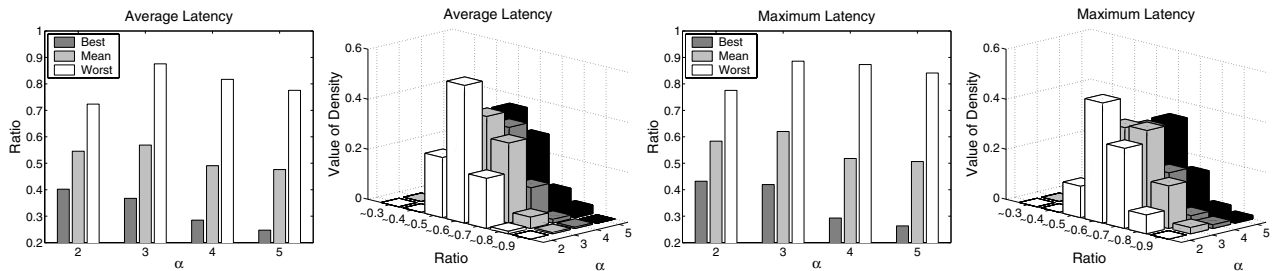 Average Latency
1
0.9
0.8
0.7
0.6
0.5
0.4
0.3
0.2
Ratio
Best
Mean
Worst
2 3 4 5
α
Average Latency
0.6
0.4
0.2
0
Value of Density
~0.3 ~0.4 ~0.5 ~0.6 ~0.7 ~0.8 ~0.9
Ratio
2 3 4 5
α
Maximum Latency
1
0.9
0.8
0.7
0.6
0.5
0.4
0.3
0.2
Ratio
Best
Mean
Worst
2 3 4 5
α
Maximum Latency
0.6
0.4
0.2
0
Value of Density
~0.3 ~0.4 ~0.5 ~0.6 ~0.7 ~0.8 ~0.9
Ratio
2 3 4 5
α